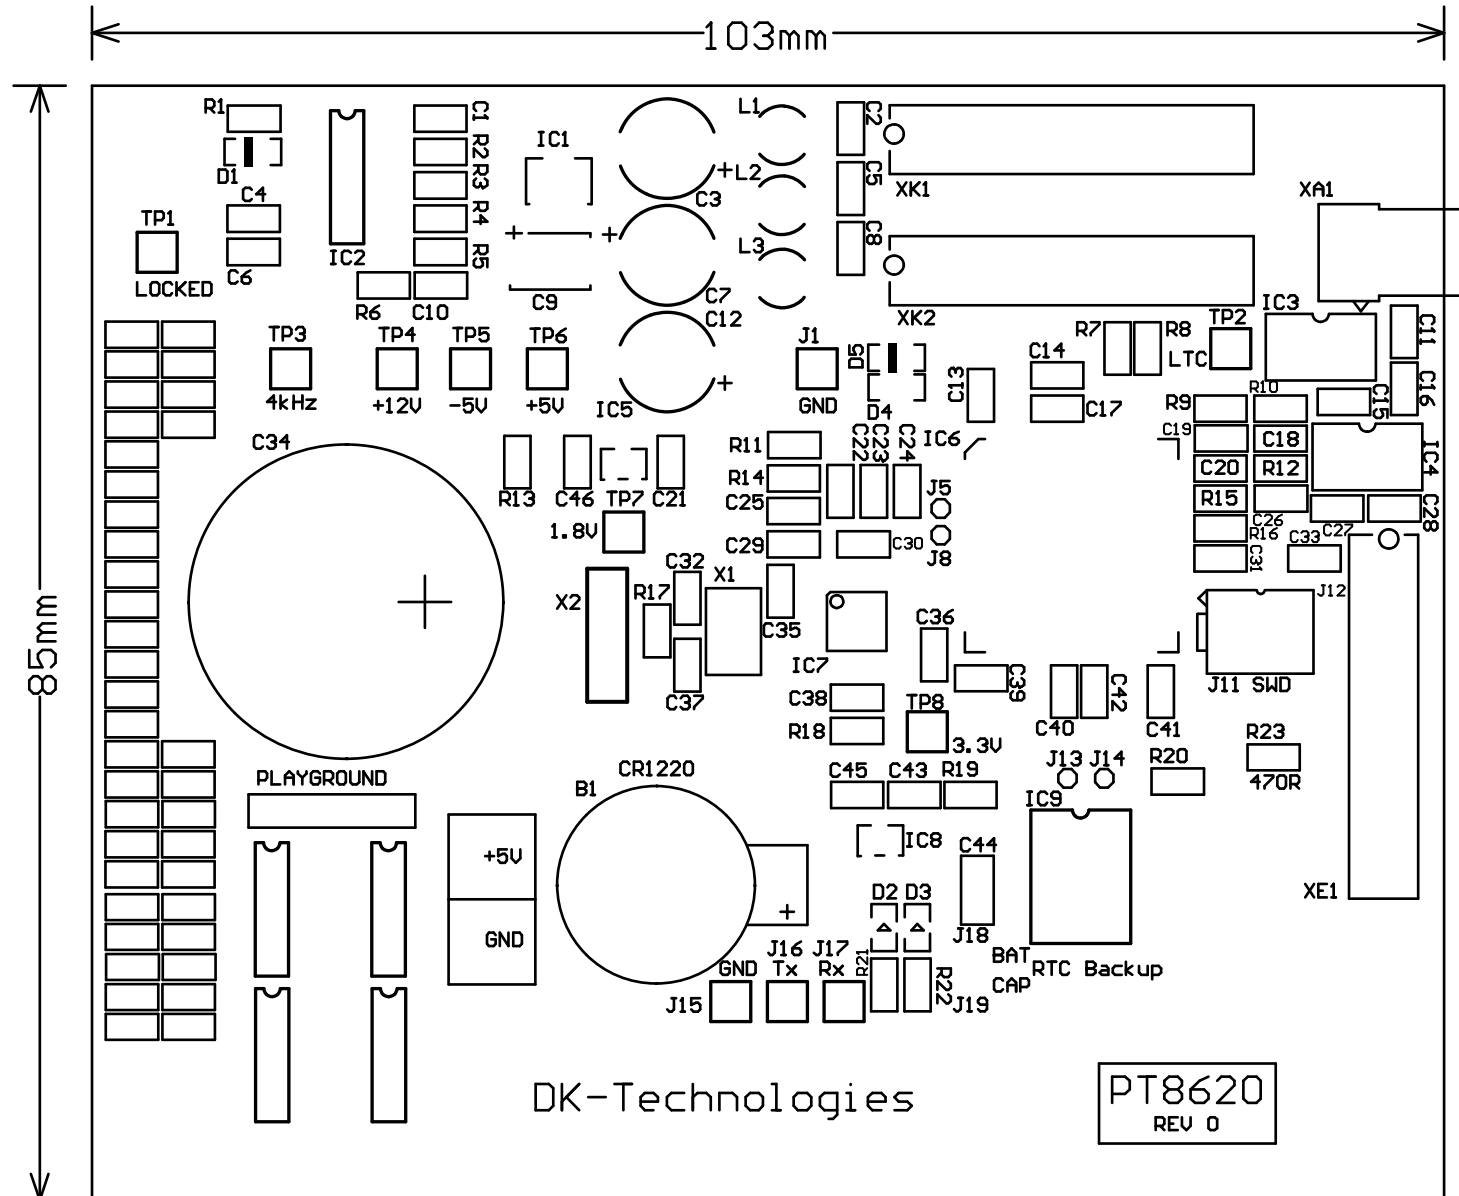 103mm
85mm
R1
C1
R2
R3
R4
R5
IC1
L1
L2
L3
C2
C5
C8
XK1
XA1
D1
C4
TP1
C3
C6
IC2
LOCKED
R6
C10
C9
C7
C12
XK2
IC3
TP2
TP3
TP4
TP5
TP6
J1
D5
R7
R8
C11
C14
LTC
C13
4kHz
+12V
-5V
+5V
IC5
GND
D4
C17
R9
R10
C15
C16
C34
R11
C22
C23
C24
IC6
C19
C18
IC4
R14
C20
R12
R13
C46
TP7
C21
C25
J5
R15
C26
C27
C28
1.8V
C29
C30
J8
R16
C33
C31
C32
X1
X2
R17
C35
C36
J12
IC7
C37
C38
TP8
C39
J11 SWD
R18
3.3V
C40
C42
C41
R23
J13
J14
R20
470R
PLAYGROUND
CR1220
B1
C45
C43
R19
IC9
+5V
IC8
C44
D2
D3
XE1
GND
J16
J17
J18
R21
GND
Tx
Rx
BAT
RTC Backup
CAP
J15
R22
J19
DK-Technologies
PT8620
REV 0